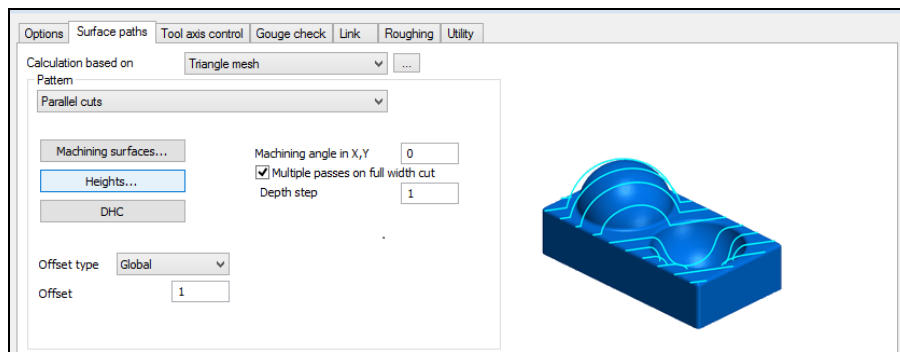 Options Surface paths Tool axis control Gouge check Link Roughing Utility
Calculation based on Triangle mesh ...
Pattern
Parallel cuts
Machining surfaces... Machining angle in X,Y 0
Multiple passes on full width cut
Heights... Depth step 1
DHC
Offset type Global
Offset 1